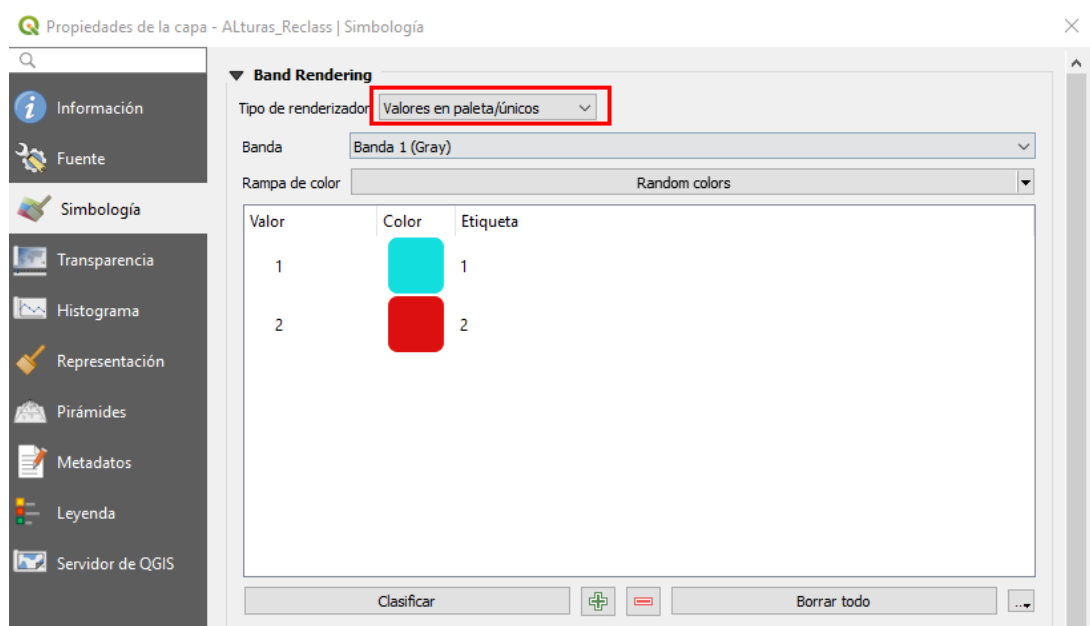 Propiedades de la capa - ALturas_Reclass | Simbología
Información
Fuente
Simbología
Transparencia
Histograma
Representación
Pirámides
Metadatos
Leyenda
Servidor de QGIS
Band Rendering
Tipo de renderizador Valores en paleta/únicos
Banda Banda 1 (Gray)
Rampa de color Random colors
Valor Color Etiqueta
1 1
2 2
Clasificar Borrar todo ...